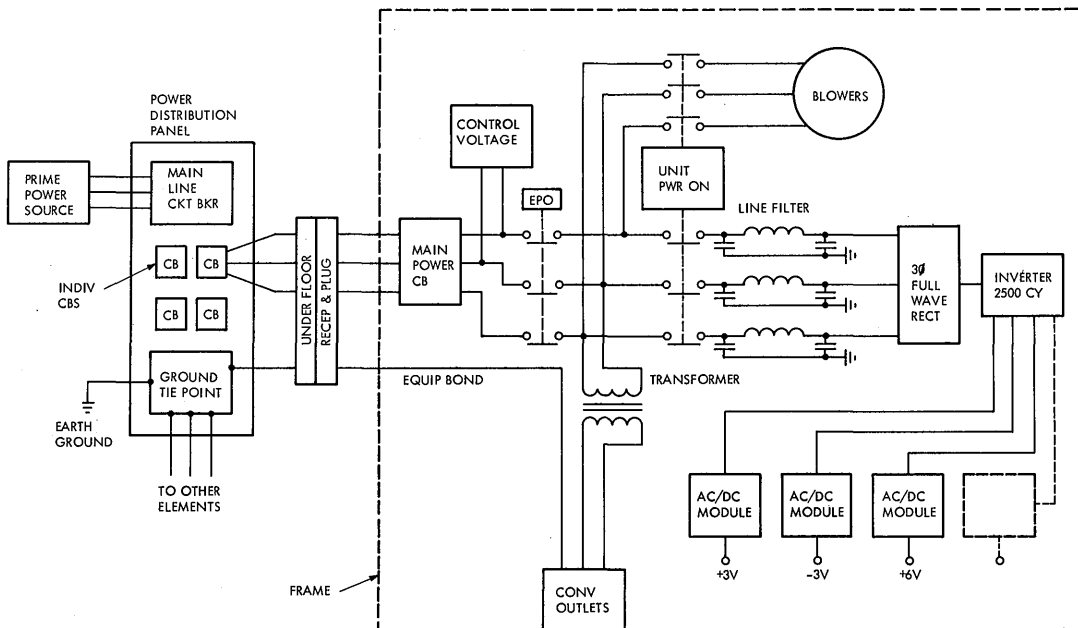 POWER
DISTRIBUTION
PANEL
PRIME
POWER
SOURCE
MAIN
LINE
CKT BKR
CB
CB
CB
CB
INDIV
CBS
GROUND
TIE POINT
EARTH
GROUND
TO OTHER
ELEMENTS
UNDER FLOOR
RECEP & PLUG
EQUIP BOND
FRAME
MAIN
POWER
CB
CONTROL
VOLTAGE
EPO
UNIT
PWR ON
BLOWERS
LINE FILTER
TRANSFORMER
3Ø
FULL
WAVE
RECT
INVERTER
2500 CY
AC/DC
MODULE
+3V
AC/DC
MODULE
-3V
AC/DC
MODULE
+6V
CONV
OUTLETS